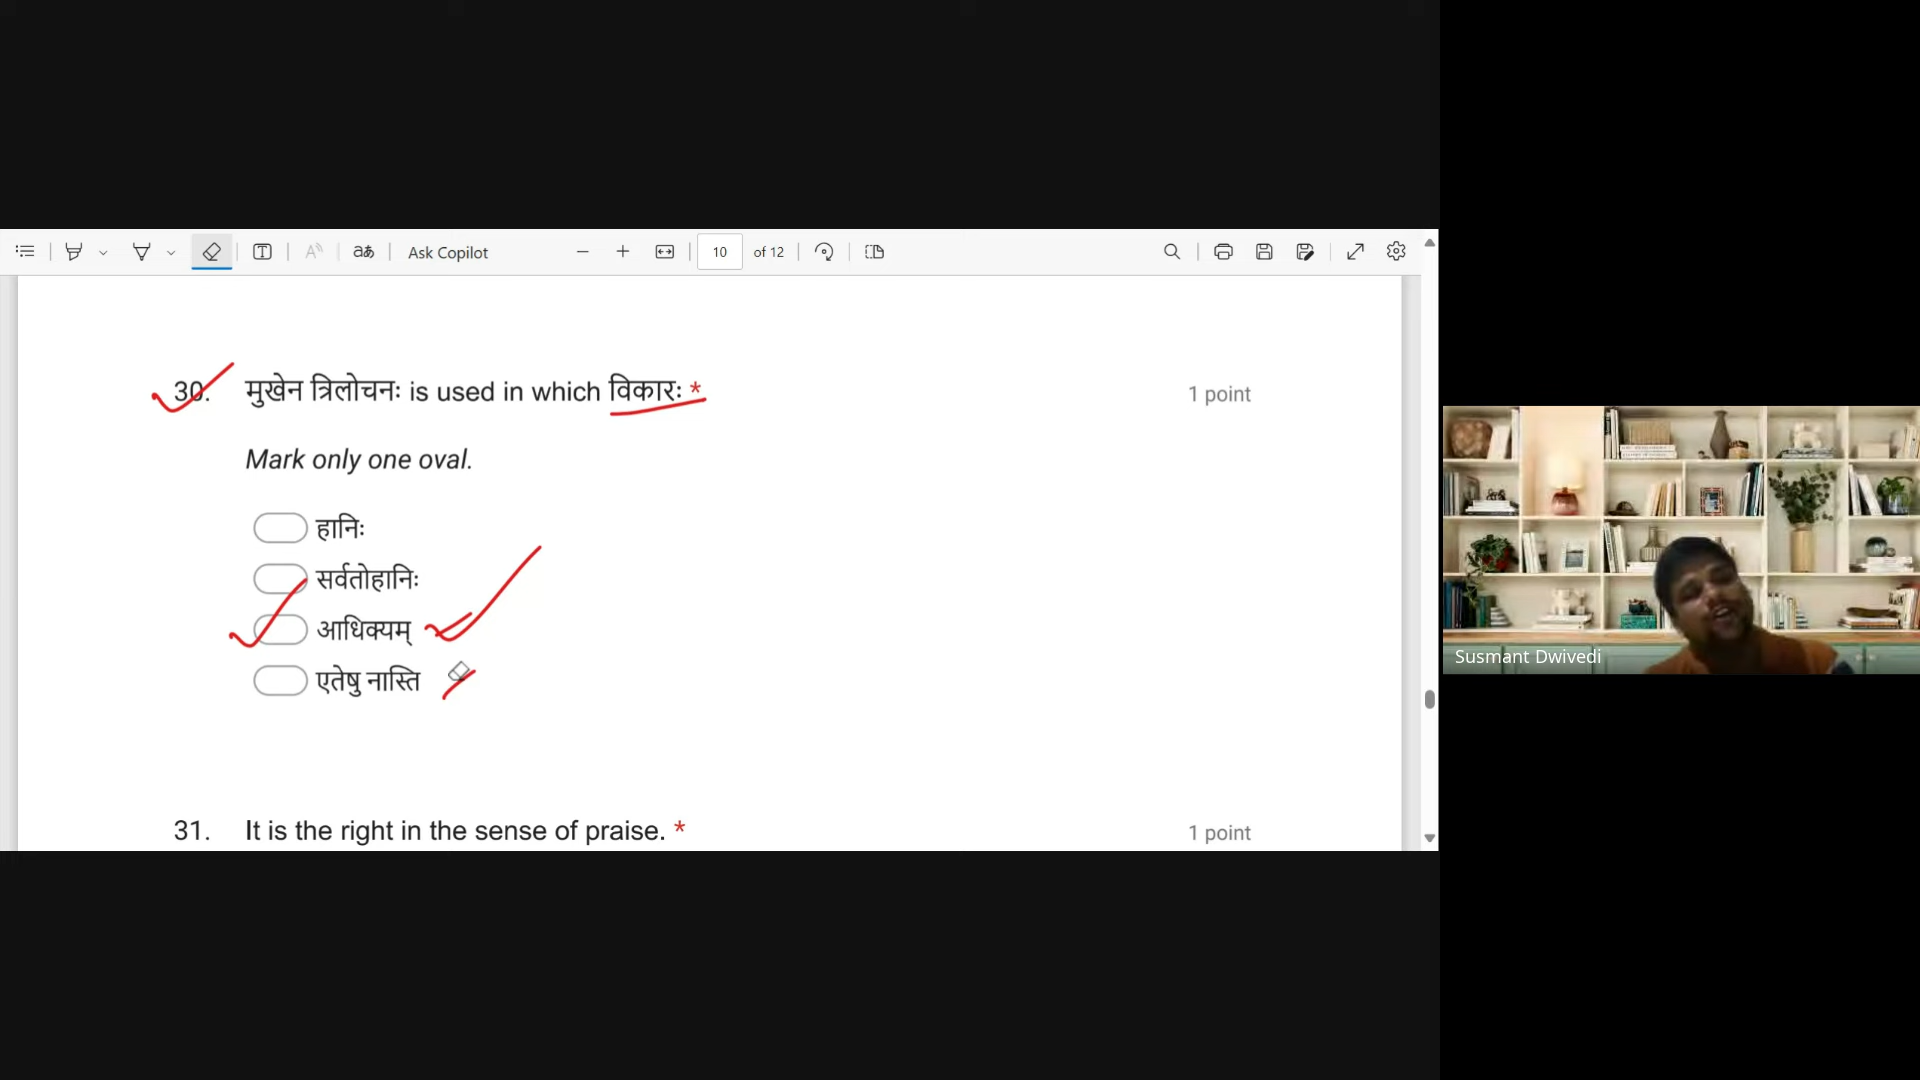 Ask Copilot
10 of 12
30. मुखेन त्रिलोचनः is used in which विकारः * 1 point
Mark only one oval.
हानिः
सर्वतोहानिः
आधिक्यम्
एतेषु नास्ति
31. It is the right in the sense of praise. * 1 point
Susmant Dwivedi